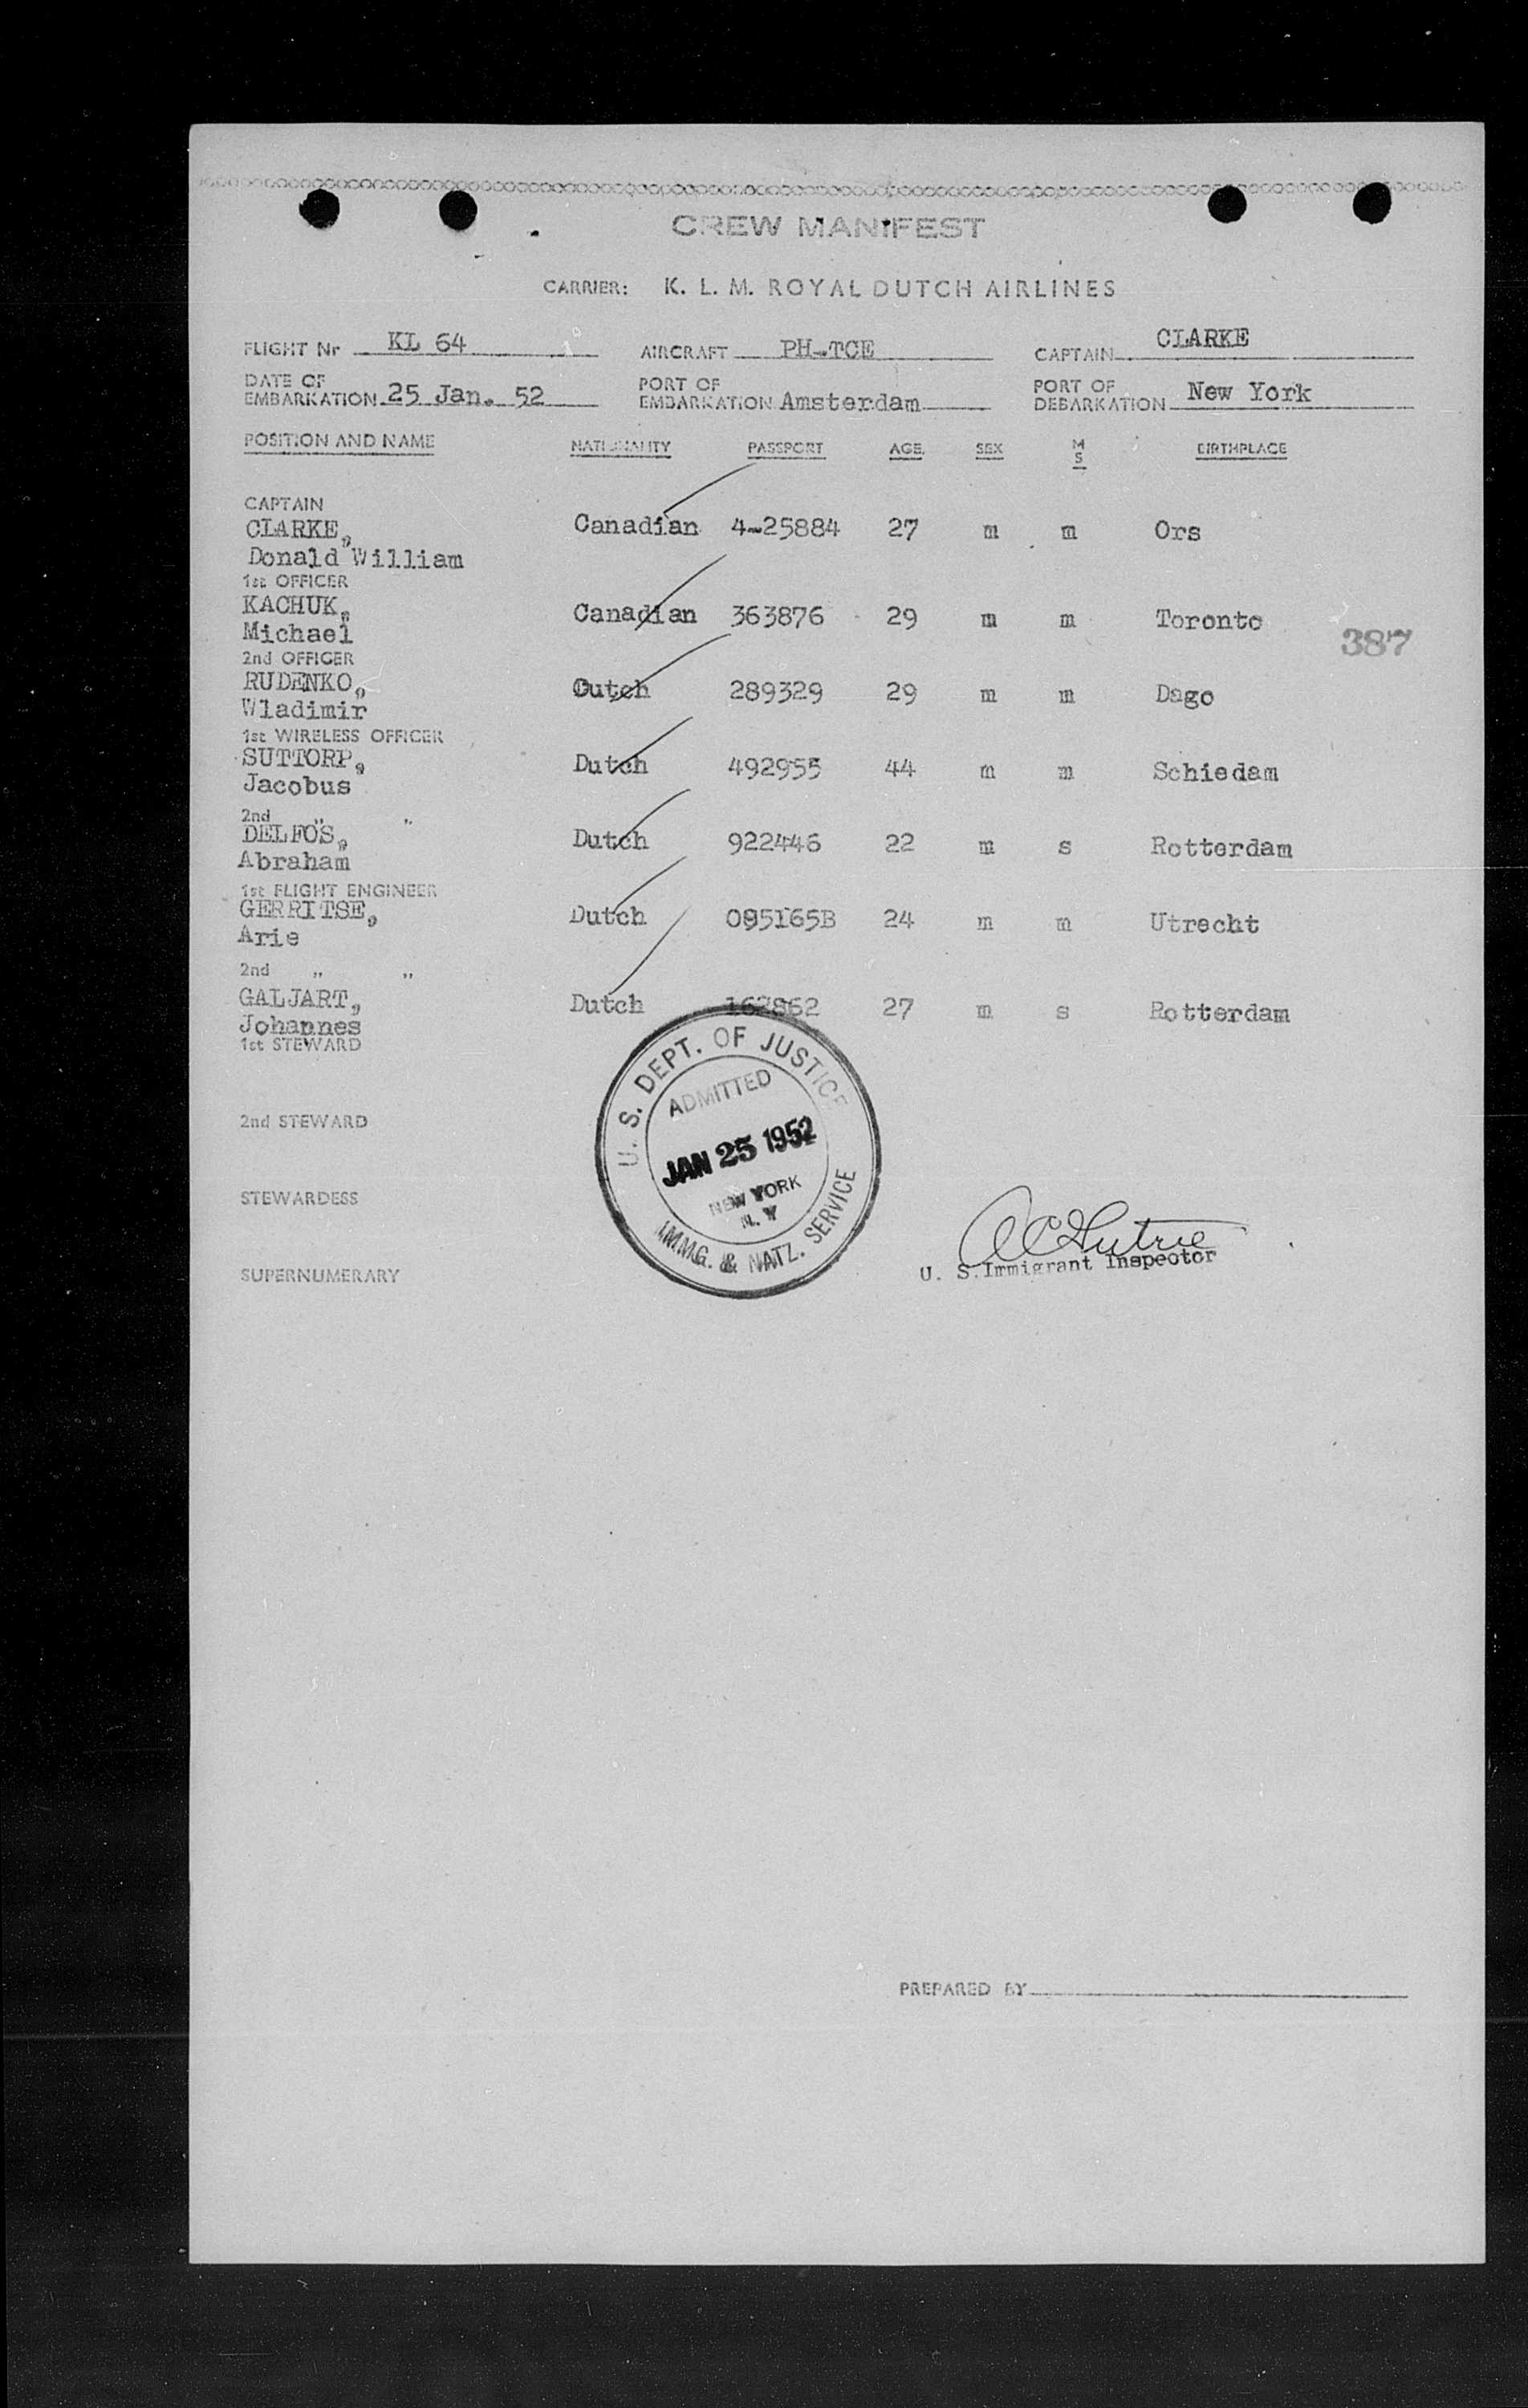 CREW MANIFEST
CARRIER: K. L. M. ROYAL DUTCH AIRLINES
FLIGHT Nr KL 64 AIRCRAFT PH-TCE CAPTAIN CLARKE
DATE OF EMBARKATION 25 Jan. 52 PORT OF EMBARKATION Amsterdam PORT OF DEBARKATION New York
POSITION AND NAME NATIONALITY PASSPORT AGE. SEX M S BIRTHPLACE
CAPTAIN
CLARKE, Canadian 4-25884 27 m m Ors
Donald William
1st OFFICER
KACHUK, Canadian 363876 29 m m Toronto
Michael
387
2nd OFFICER
RUDENKO, Dutch 289329 29 m m Dago
Wladimir
1st WIRELESS OFFICER
SUTTORP, Dutch 492955 44 m m Schiedam
Jacobus
2nd „ „
DELFOS, Dutch 922446 22 m s Rotterdam
Abraham
1st FLIGHT ENGINEER
GERRITSE, Dutch 095165B 24 m m Utrecht
Arie
2nd „ „
GALJART, Dutch 162862 27 m s Rotterdam
Johannes
1st STEWARD
2nd STEWARD
STEWARDESS
SUPERNUMERARY
U. S. DEPT. OF JUSTICE
ADMITTED
JAN 25 1952
NEW YORK
N. Y
IMMG. & NATZ. SERVICE
U. S. Immigrant Inspector
PREPARED BY